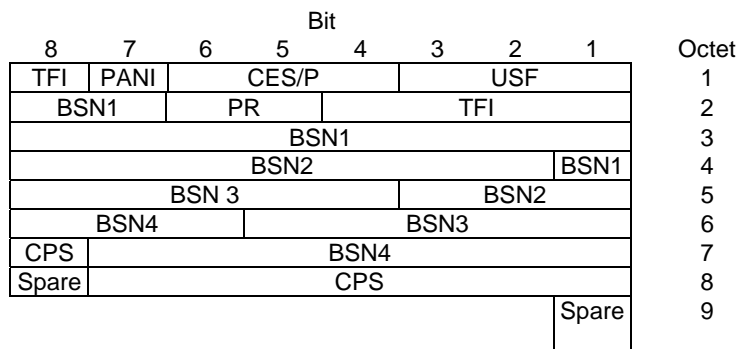 Bit
8 7 6 5 4 3 2 1 Octet
TFI PANI CES/P USF 1
BSN1 PR TFI 2
BSN1 3
BSN2 BSN1 4
BSN 3 BSN2 5
BSN4 BSN3 6
CPS BSN4 7
Spare CPS 8
Spare 9